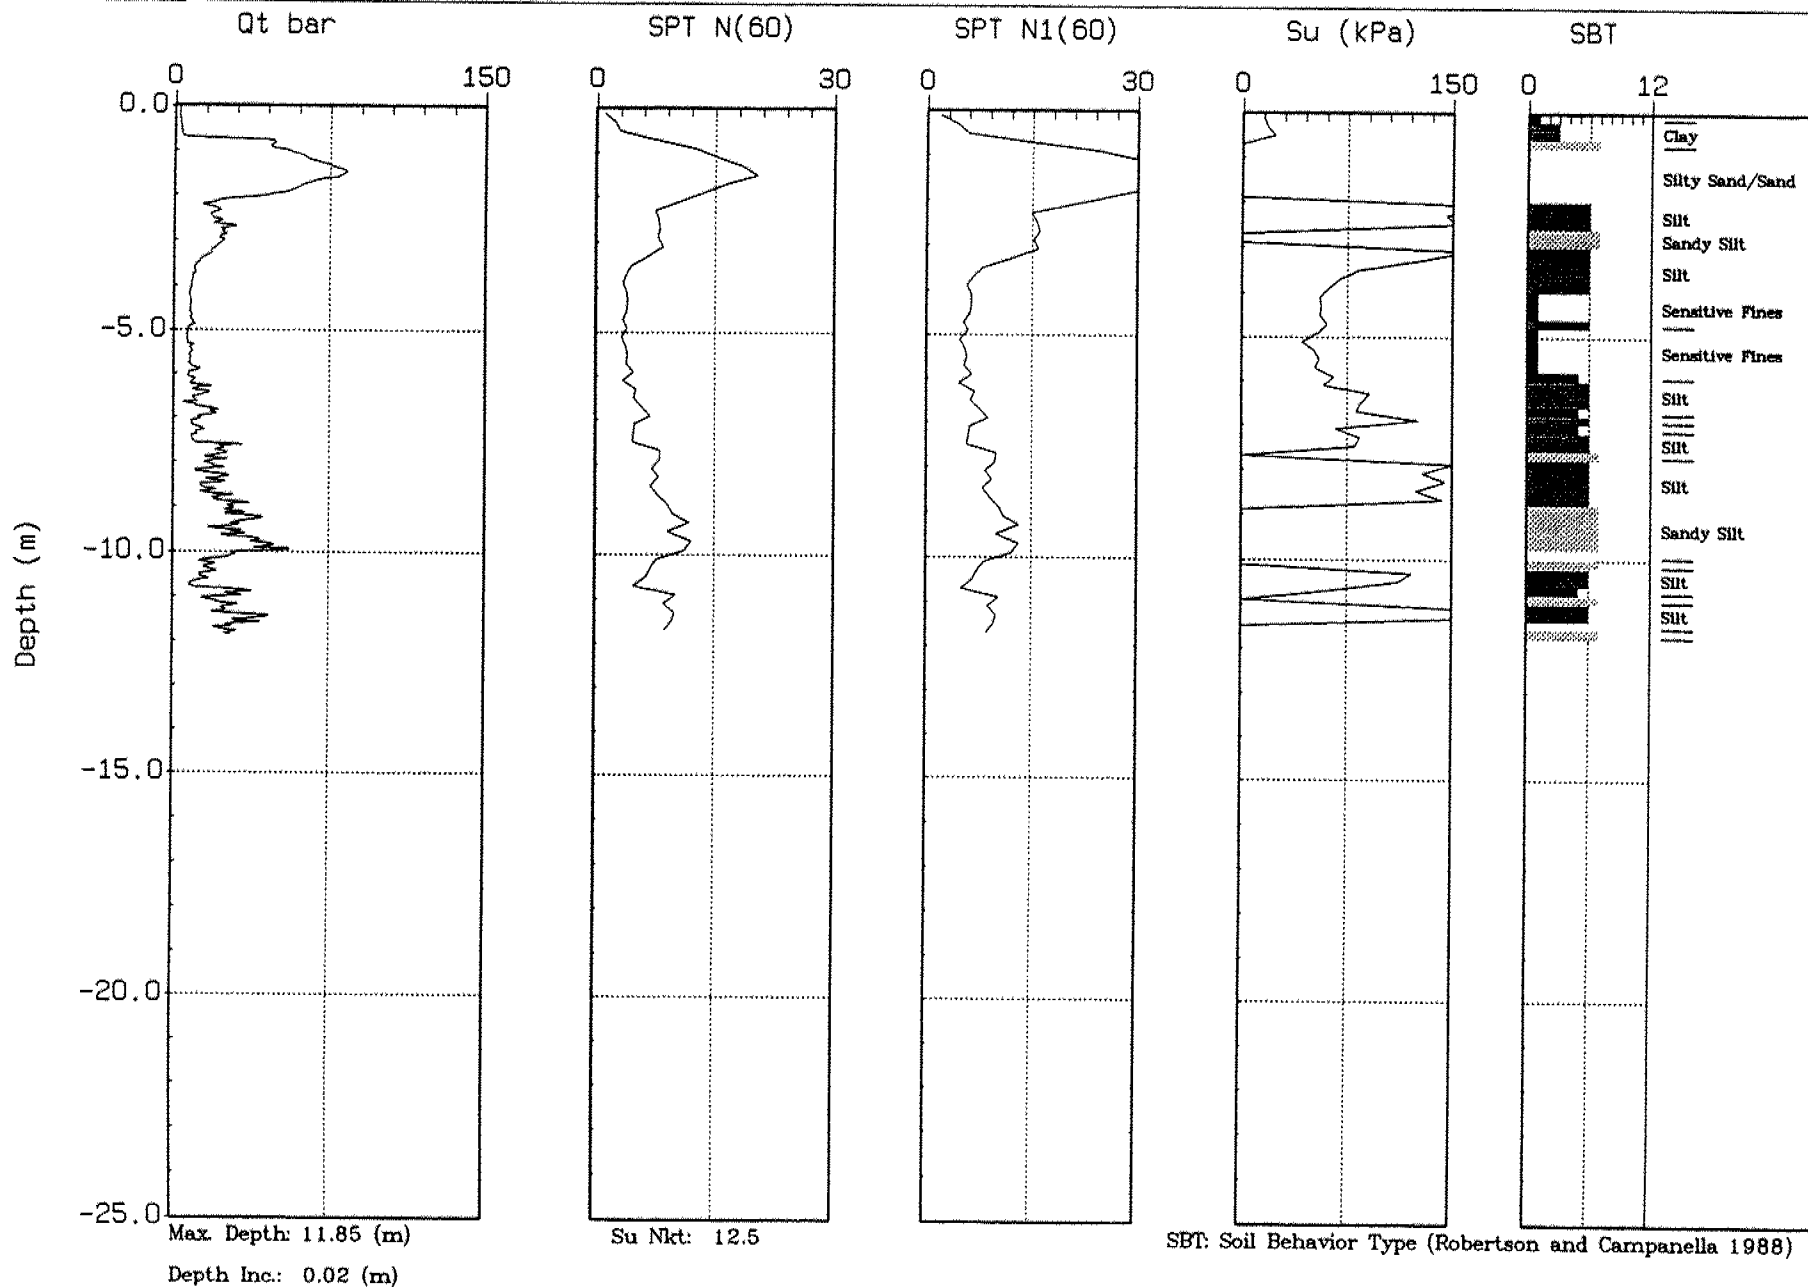 Qt bar SPT N(60) SPT N1(60) Su (kPa) SBT
0 150 0 30 0 30 0 150 0 12
0.0
Clay
Silty Sand/Sand
Silt
Sandy Silt
Silt
Sensitive Fines
-5.0
Sensitive Fines
Silt
Silt
Silt
Depth (m)
Sandy Silt
-10.0
Silt
Silt
-15.0
-20.0
-25.0
Max. Depth: 11.85 (m) Su Nkt: 12.5 SBT: Soil Behavior Type (Robertson and Campanella 1988)
Depth Inc.: 0.02 (m)